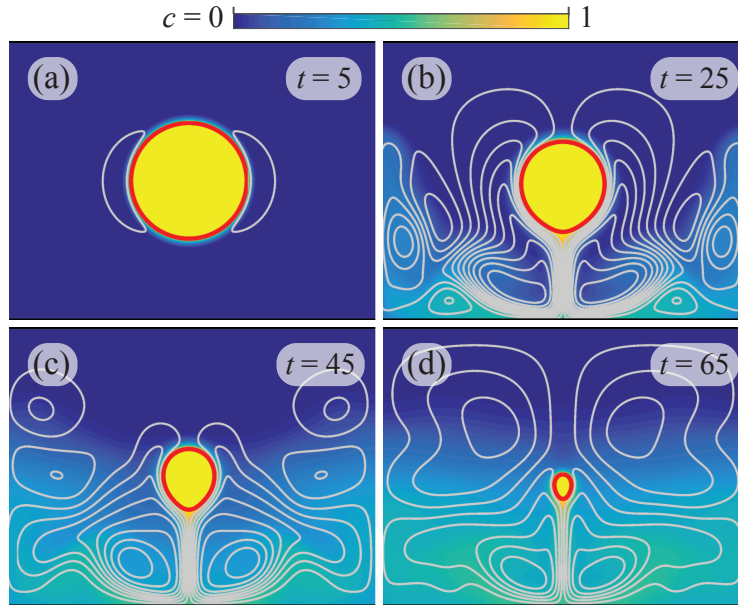 c = 0 1
(a) t = 5
(b) t = 25
(c) t = 45
(d) t = 65